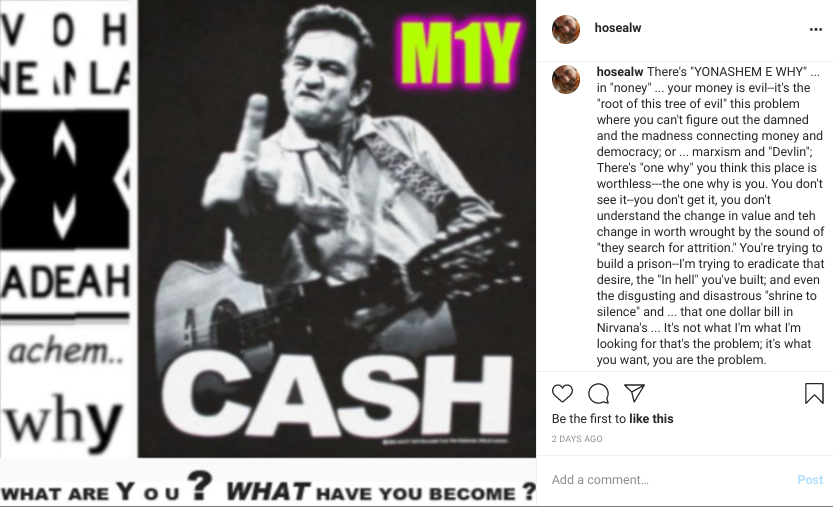 V O H
NE IN LA
ADEAH
achem..
why
M1Y
CASH
WHAT ARE Y o u ? WHAT HAVE YOU BECOME ?
hosealw
hosealw There's "YONASHEM E WHY" ...
in "noney" ... your money is evil--it's the
"root of this tree of evil" this problem
where you can't figure out the damned
and the madness connecting money and
democracy; or ... marxism and "Devlin";
There's "one why" you think this place is
worthless---the one why is you. You don't
see it--you don't get it, you don't
understand the change in value and teh
change in worth wrought by the sound of
"they search for attrition." You're trying to
build a prison--I'm trying to eradicate that
desire, the "In hell" you've built; and even
the disgusting and disastrous "shrine to
silence" and ... that one dollar bill in
Nirvana's ... It's not what I'm what I'm
looking for that's the problem; it's what
you want, you are the problem.
Be the first to like this
2 DAYS AGO
Add a comment...
Post